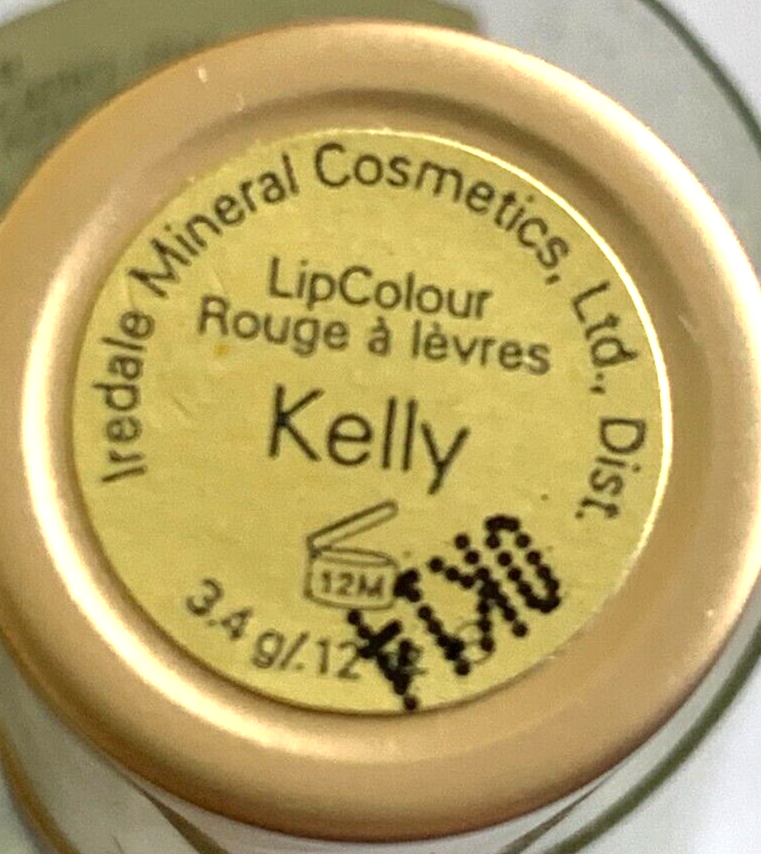 Iredale Mineral Cosmetics, Ltd., Dist.
LipColour
Rouge à lèvres
Kelly
12M
3.4 g/.12